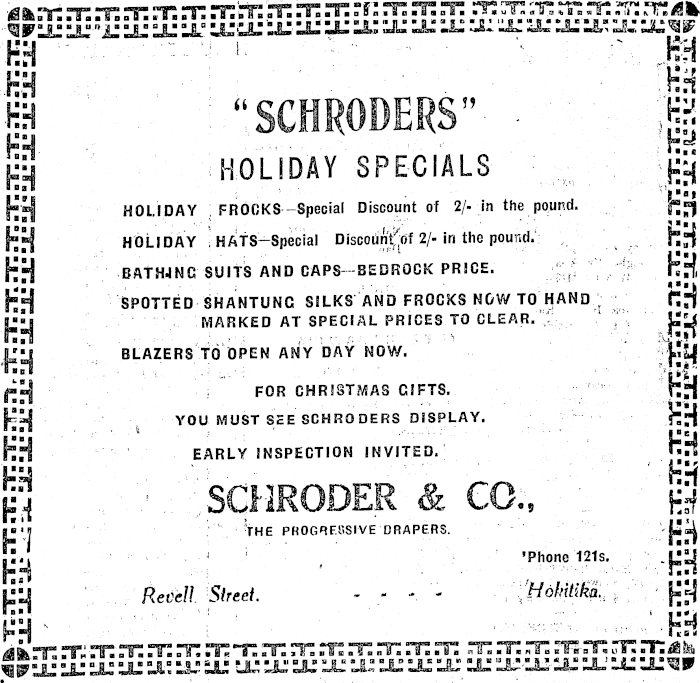 "SCHRODERS"
HOLIDAY SPECIALS
HOLIDAY FROCKS—Special Discount of 2/- in the pound.
HOLIDAY HATS—Special Discount of 2/- in the pound.
BATHING SUITS AND CAPS—BEDROCK PRICE.
SPOTTED SHANTUNG SILKS AND FROCKS NOW TO HAND
MARKED AT SPECIAL PRICES TO CLEAR.
BLAZERS TO OPEN ANY DAY NOW.
FOR CHRISTMAS GIFTS.
YOU MUST SEE SCHRODERS DISPLAY.
EARLY INSPECTION INVITED.
SCHRODER & CO.,
THE PROGRESSIVE DRAPERS.
'Phone 121s.
Revell Street. - - - - Hokitika.